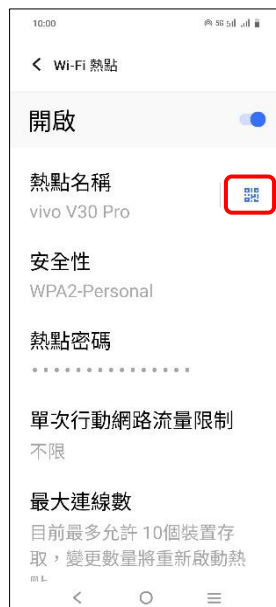 10:00
5G
Wi-Fi 熱點
開啟
熱點名稱
vivo V30 Pro
安全性
WPA2-Personal
熱點密碼
單次行動網路流量限制
不限
最大連線數
目前最多允許 10個裝置存
取，變更數量將重新啟動熱